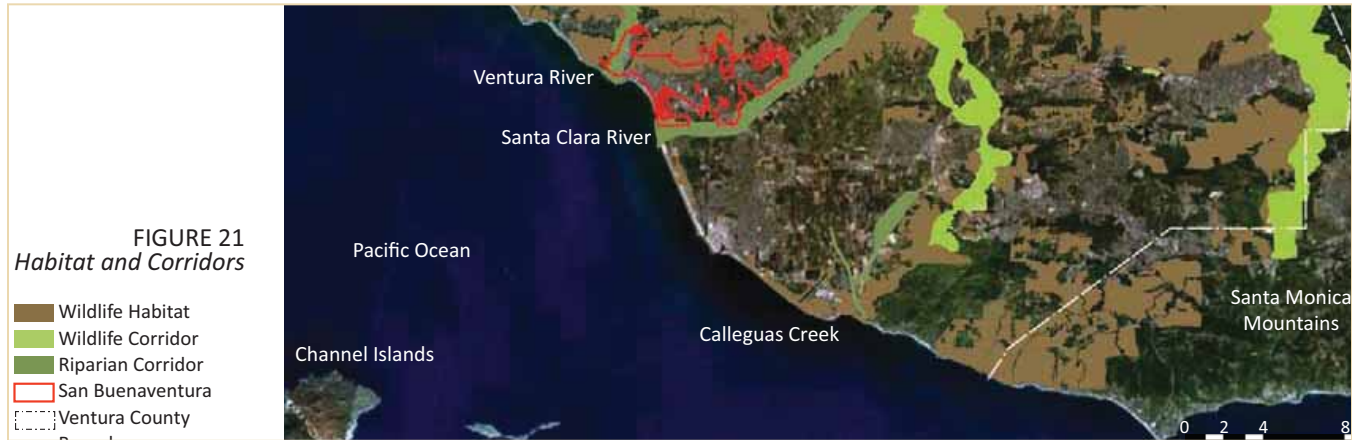 FIGURE 21
Habitat and Corridors
Wildlife Habitat
Wildlife Corridor
Riparian Corridor
San Buenaventura
Ventura County
Ventura River
Santa Clara River
Pacific Ocean
Channel Islands
Calleguas Creek
Santa Monica
Mountains
0 2 4 8